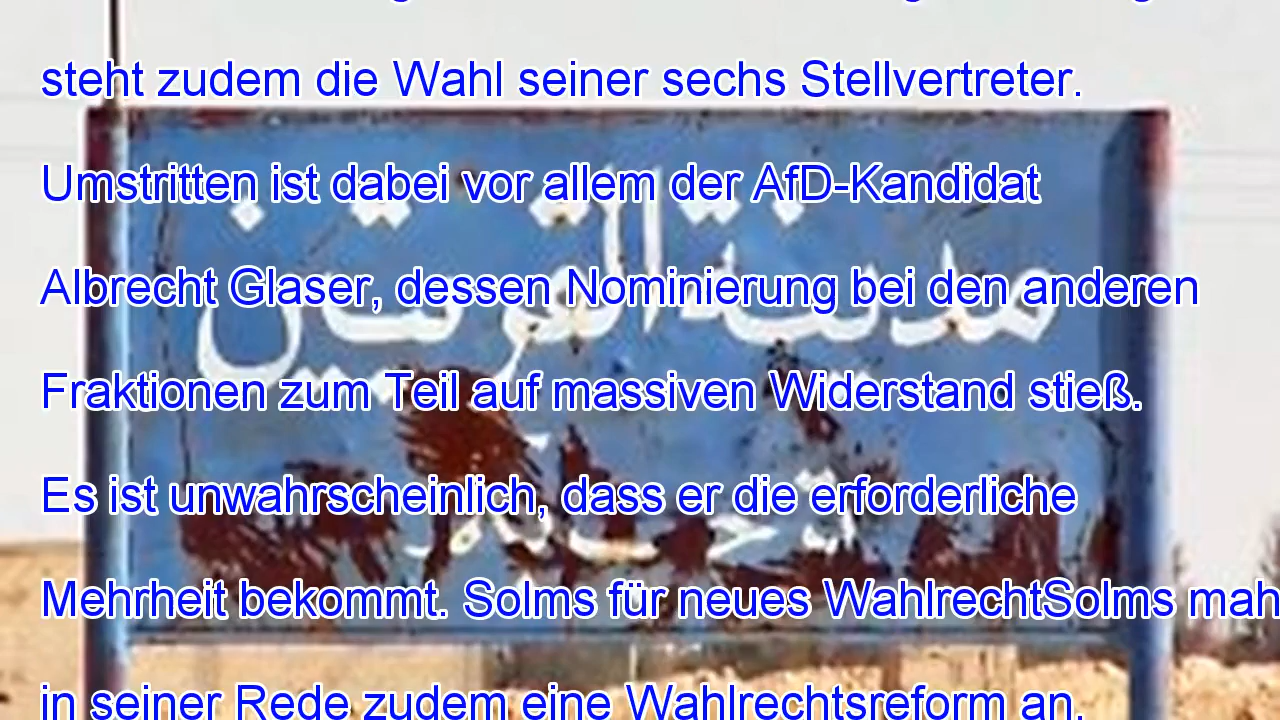 steht zudem die Wahl seiner sechs Stellvertreter.
Umstritten ist dabei vor allem der AfD-Kandidat
Albrecht Glaser, dessen Nominierung bei den anderen
مدينة القريتين
Fraktionen zum Teil auf massiven Widerstand stieß.
Es ist unwahrscheinlich, dass er die erforderliche
Mehrheit bekommt. Solms für neues WahlrechtSolms mah
in seiner Rede zudem eine Wahlrechtsreform an.